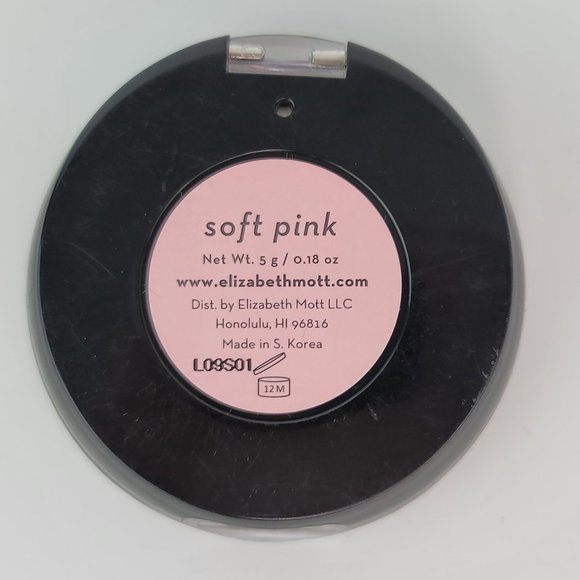 soft pink
Net Wt. 5 g / 0.18 oz
www.elizabethmott.com
Dist. by Elizabeth Mott LLC
Honolulu, HI 96816
Made in S. Korea
L09S01
12M